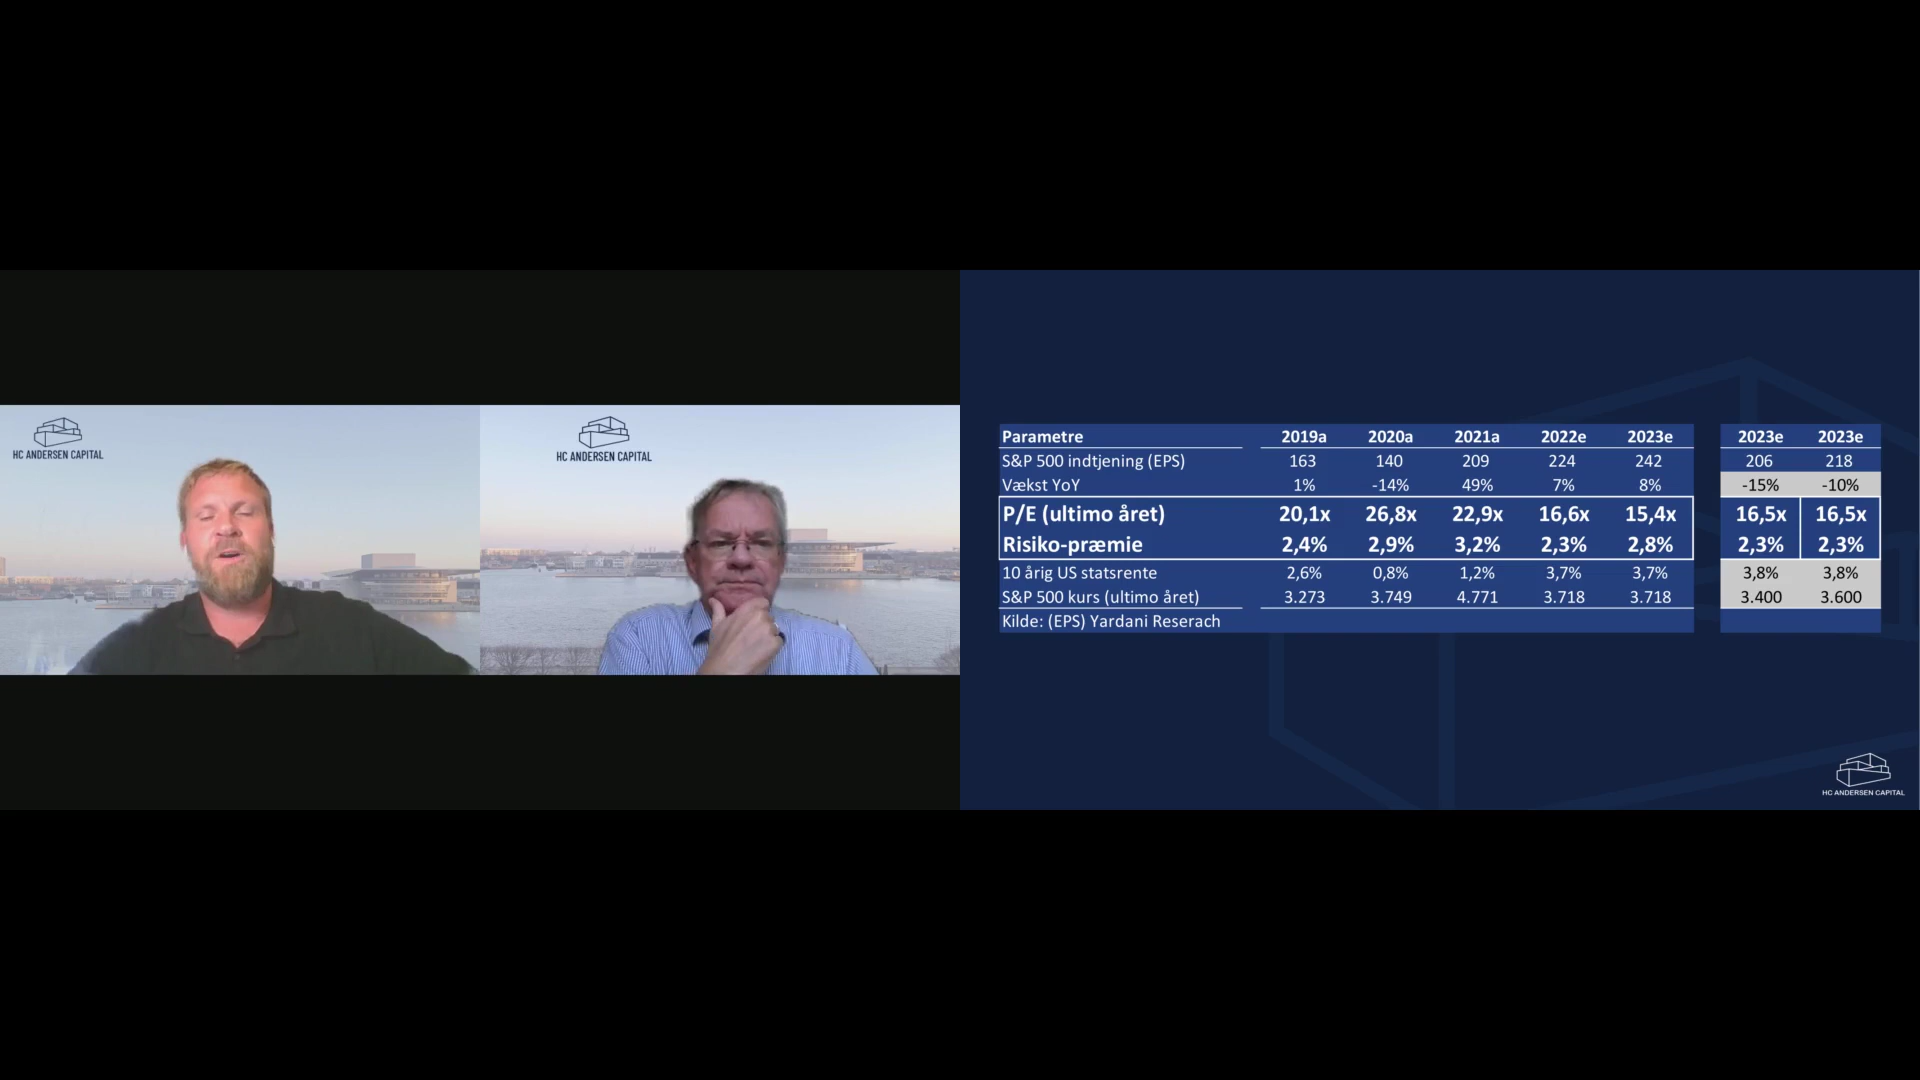 HC ANDERSEN CAPITAL
HC ANDERSEN CAPITAL
Parametre 2019a 2020a 2021a 2022e 2023e 2023e 2023e
S&P 500 indtjening (EPS) 163 140 209 224 242 206 218
Vækst YoY 1% -14% 49% 7% 8% -15% -10%
P/E (ultimo året) 20,1x 26,8x 22,9x 16,6x 15,4x 16,5x 16,5x
Risiko-præmie 2,4% 2,9% 3,2% 2,3% 2,8% 2,3% 2,3%
10 årig US statsrente 2,6% 0,8% 1,2% 3,7% 3,7% 3,8% 3,8%
S&P 500 kurs (ultimo året) 3.273 3.749 4.771 3.718 3.718 3.400 3.600
Kilde: (EPS) Yardani Reserach
HC ANDERSEN CAPITAL